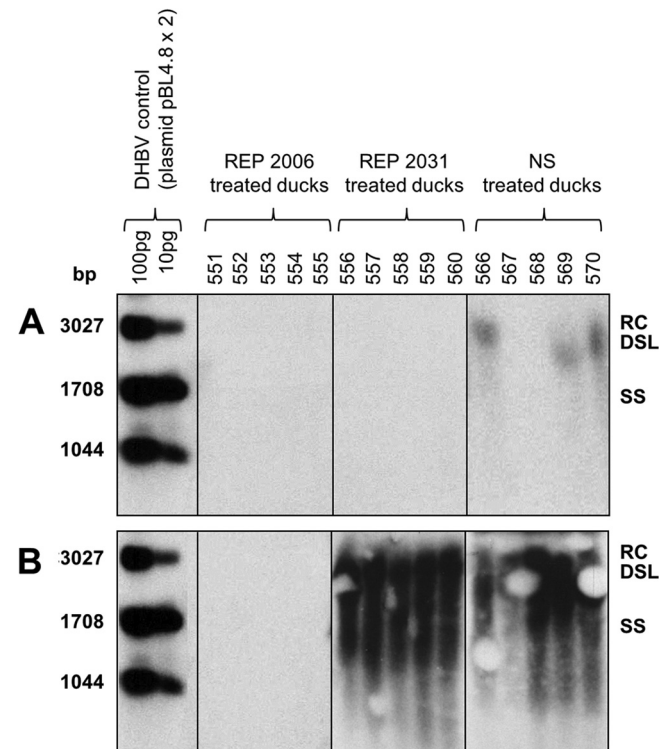 DHBV control
(plasmid pBL4.8 x 2)
REP 2006
treated ducks
REP 2031
treated ducks
NS
treated ducks
bp
100pg
10pg
551
552
553
554
555
556
557
558
559
560
566
567
568
569
570
A
3027
1708
1044
RC
DSL
SS
B
3027
1708
1044
RC
DSL
SS